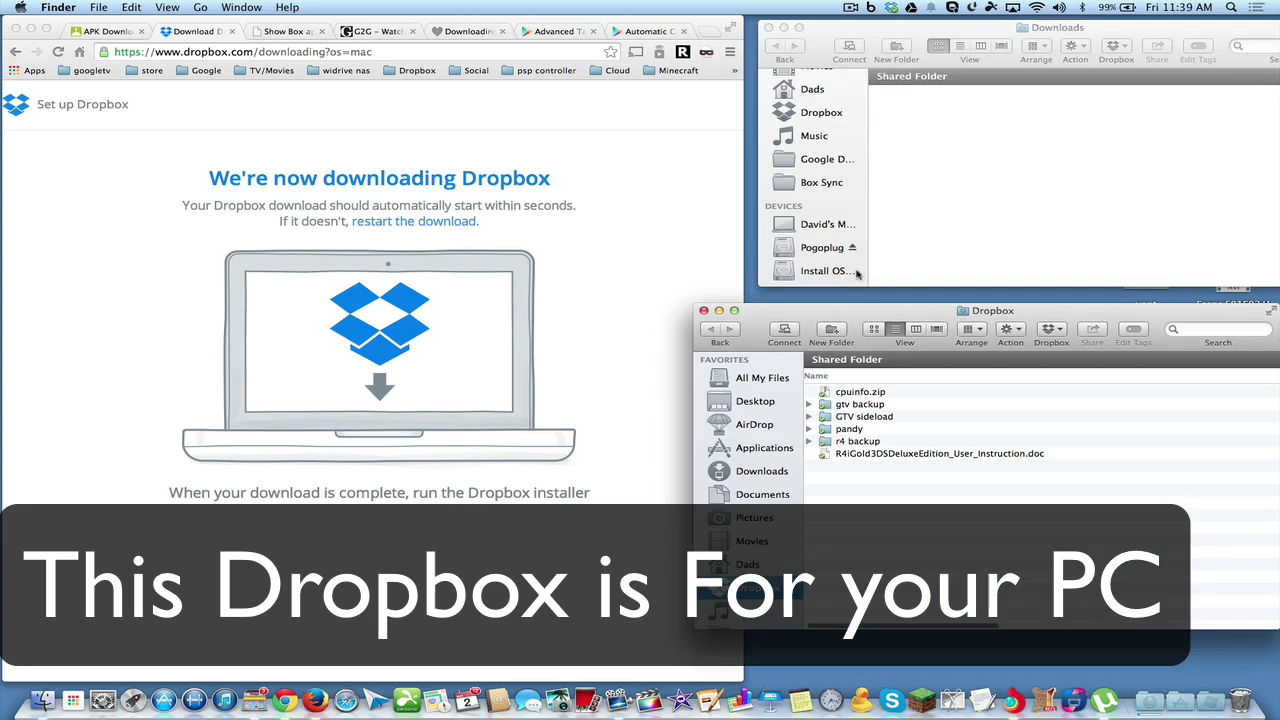 Finder File Edit View Go Window Help
99% Fri 11:39 AM
APK Downlo
Download D
Show Box a
G2G – Watc
Downloadin
Advanced Ta
Automatic C
https://www.dropbox.com/downloading?os=mac
Apps googletv store Google TV/Movies widrive nas Dropbox Social psp controller Cloud Minecraft »
Set up Dropbox
We're now downloading Dropbox
Your Dropbox download should automatically start within seconds.
If it doesn't, restart the download.
When your download is complete, run the Dropbox installer
Downloads
Back Connect New Folder View Arrange Action Dropbox Share Edit Tags
Shared Folder
Dads
Dropbox
Music
Google D...
Box Sync
DEVICES
David's M...
Pogoplug
Install OS...
Dropbox
Back Connect New Folder View Arrange Action Dropbox Share Edit Tags Search
FAVORITES
All My Files
Desktop
AirDrop
Applications
Downloads
Documents
Pictures
Movies
Dads
Dropbox
Shared Folder
Name
cpuinfo.zip
gtv backup
GTV sideload
pandy
r4 backup
R4iGold3DSDeluxeEdition_User_Instruction.doc
This Dropbox is For your PC